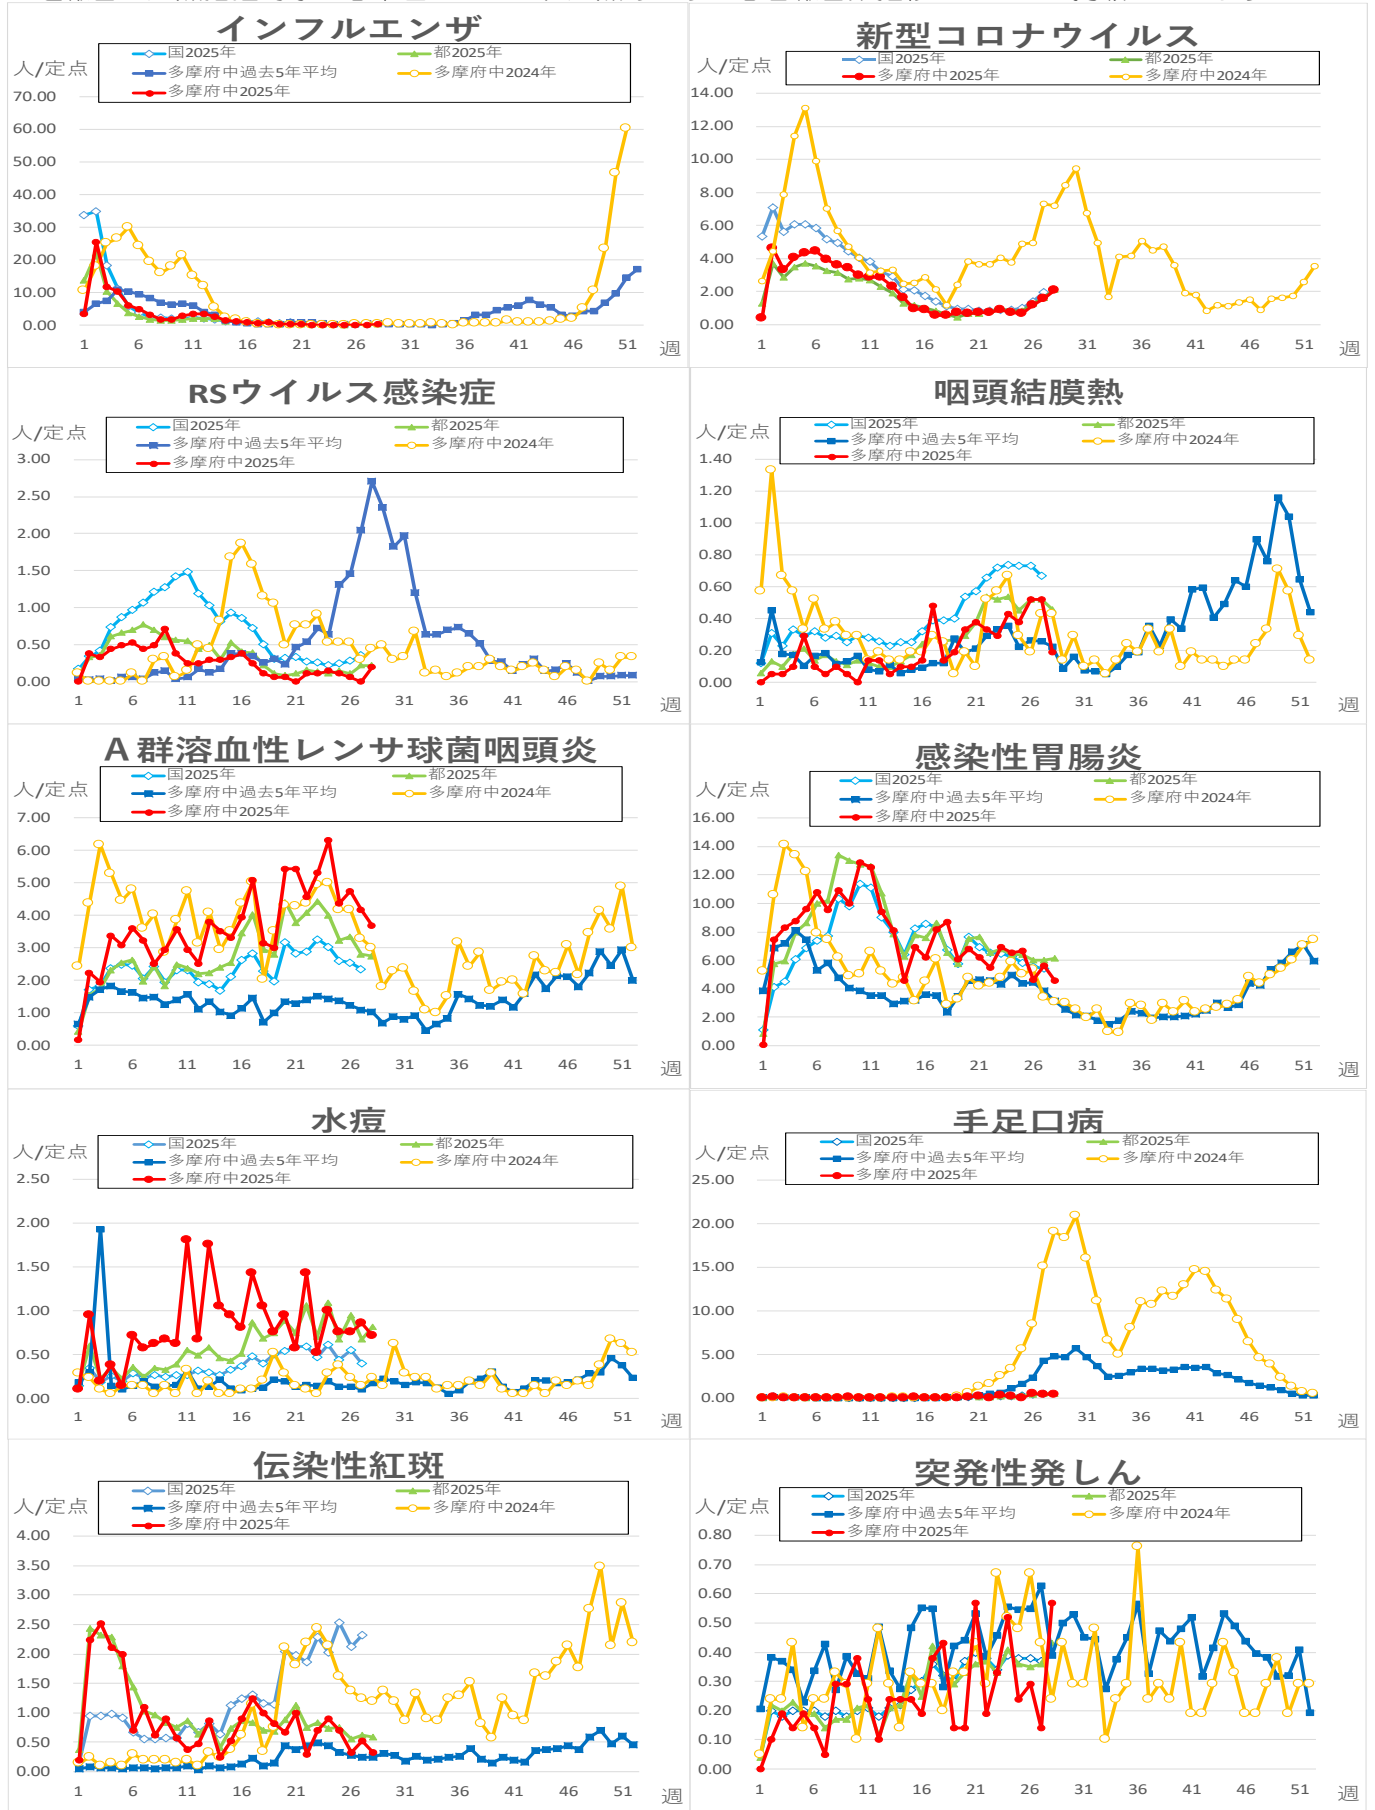 インフルエンザ
国2025年 都2025年
多摩府中過去5年平均 多摩府中2024年
多摩府中2025年
人/定点
70.00
60.00
50.00
40.00
30.00
20.00
10.00
0.00
1 6 11 16 21 26 31 36 41 46 51 週
新型コロナウイルス
国2025年 都2025年
多摩府中2025年 多摩府中2024年
人/定点
14.00
12.00
10.00
8.00
6.00
4.00
2.00
0.00
1 6 11 16 21 26 31 36 41 46 51 週
RSウイルス感染症
国2025年 都2025年
多摩府中過去5年平均 多摩府中2024年
多摩府中2025年
人/定点
3.00
2.50
2.00
1.50
1.00
0.50
0.00
1 6 11 16 21 26 31 36 41 46 51 週
咽頭結膜熱
国2025年 都2025年
多摩府中過去5年平均 多摩府中2024年
多摩府中2025年
人/定点
1.40
1.20
1.00
0.80
0.60
0.40
0.20
0.00
1 6 11 16 21 26 31 36 41 46 51 週
A群溶血性レンサ球菌咽頭炎
国2025年 都2025年
多摩府中過去5年平均 多摩府中2024年
多摩府中2025年
人/定点
7.00
6.00
5.00
4.00
3.00
2.00
1.00
0.00
1 6 11 16 21 26 31 36 41 46 51 週
感染性胃腸炎
国2025年 都2025年
多摩府中過去5年平均 多摩府中2024年
多摩府中2025年
人/定点
16.00
14.00
12.00
10.00
8.00
6.00
4.00
2.00
0.00
1 6 11 16 21 26 31 36 41 46 51 週
水痘
国2025年 都2025年
多摩府中過去5年平均 多摩府中2024年
多摩府中2025年
人/定点
2.50
2.00
1.50
1.00
0.50
0.00
1 6 11 16 21 26 31 36 41 46 51 週
手足口病
国2025年 都2025年
多摩府中過去5年平均 多摩府中2024年
多摩府中2025年
人/定点
25.00
20.00
15.00
10.00
5.00
0.00
1 6 11 16 21 26 31 36 41 46 51 週
伝染性紅斑
国2025年 都2025年
多摩府中過去5年平均 多摩府中2024年
多摩府中2025年
人/定点
4.00
3.50
3.00
2.50
2.00
1.50
1.00
0.50
0.00
1 6 11 16 21 26 31 36 41 46 51 週
突発性発しん
国2025年 都2025年
多摩府中過去5年平均 多摩府中2024年
多摩府中2025年
人/定点
0.80
0.70
0.60
0.50
0.40
0.30
0.20
0.10
0.00
1 6 11 16 21 26 31 36 41 46 51 週